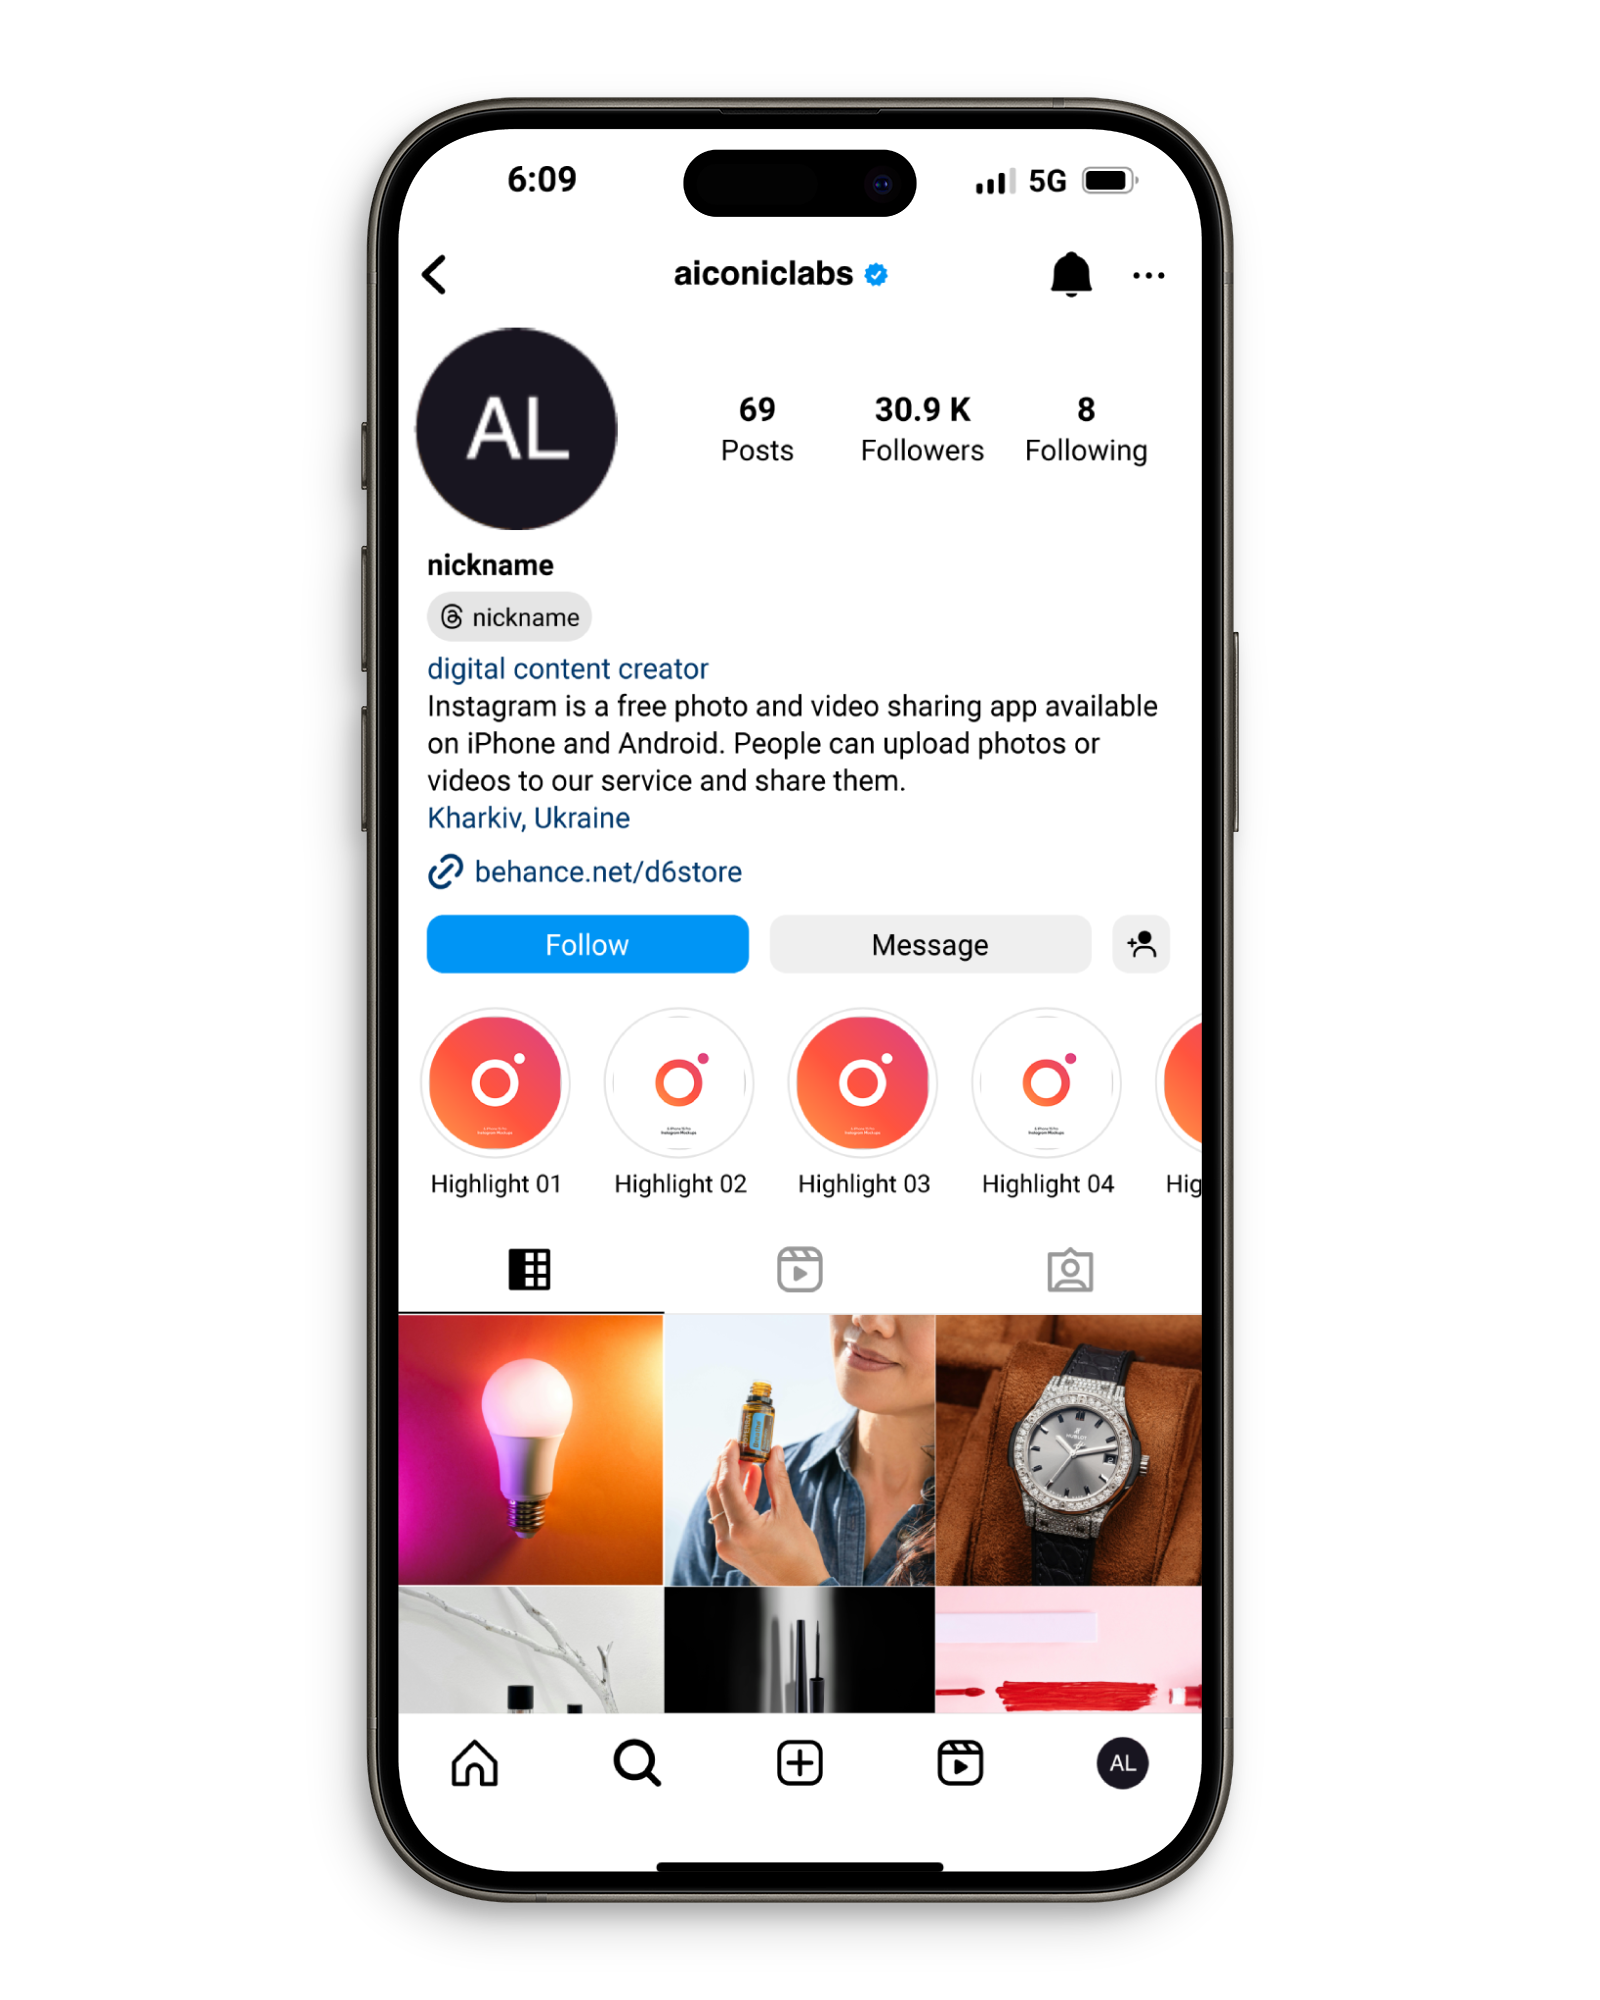 6:09
5G
aiconiclabs
AL
69
30.9 K
8
Posts
Followers
Following
nickname
nickname
digital content creator
Instagram is a free photo and video sharing app available
on iPhone and Android. People can upload photos or
videos to our service and share them.
Kharkiv, Ukraine
behance.net/d6store
Follow
Message
Highlight 01
Highlight 02
Highlight 03
Highlight 04
Hig
HUBLOT
AL